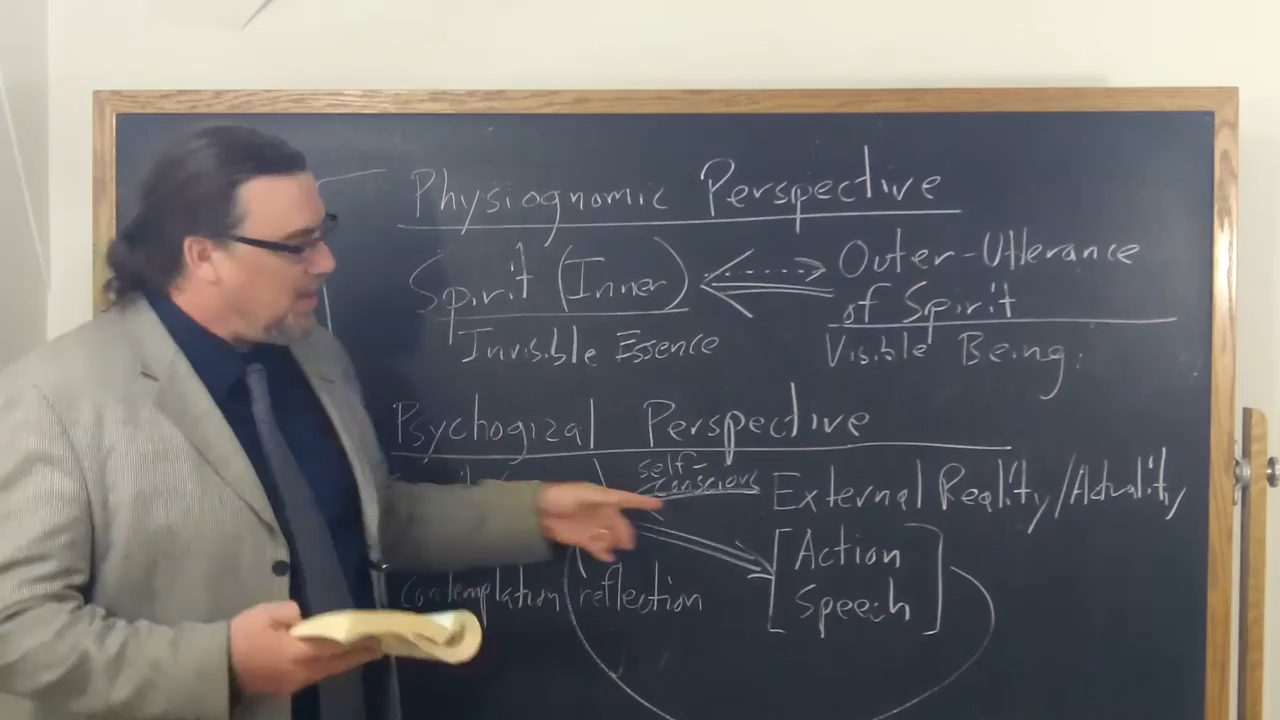 Physiognomic Perspective
Spirit (Inner)
Outer-Utterance
of Spirit
Invisible Essence
Visible Being.
Psychogizal Perspective
self-
conscious
External Reality/Actuality
[Action
Speech]
contemplation/reflection